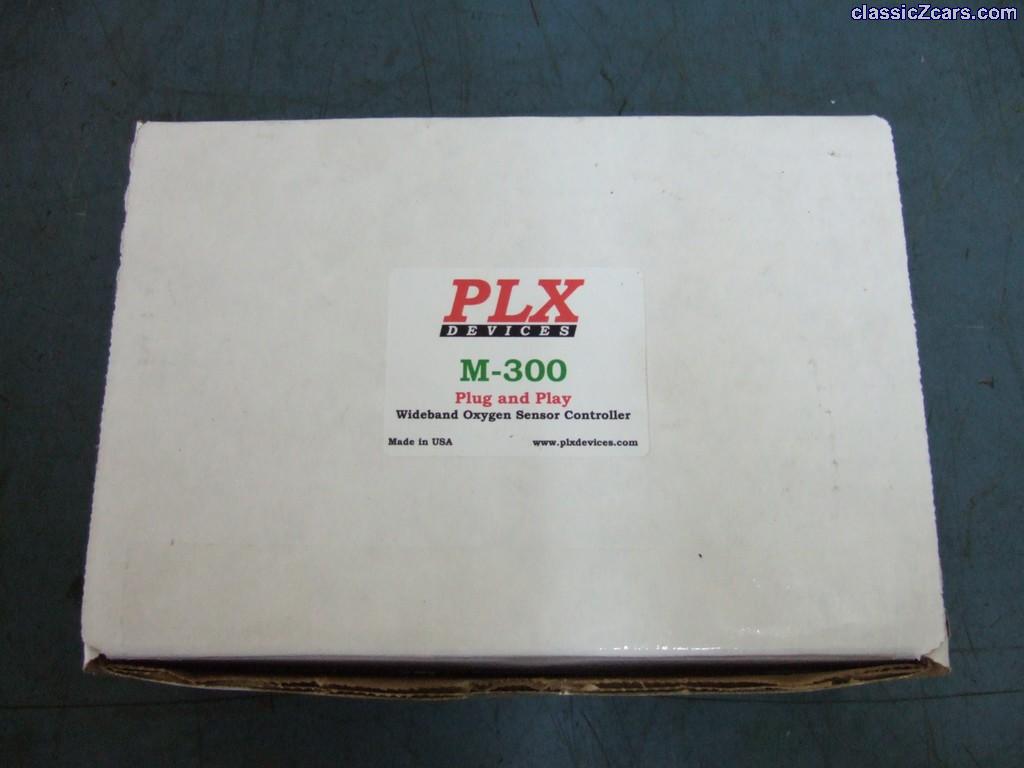 classicZcars.com
PLX
DEVICES
M-300
Plug and Play
Wideband Oxygen Sensor Controller
Made in USA www.plxdevices.com